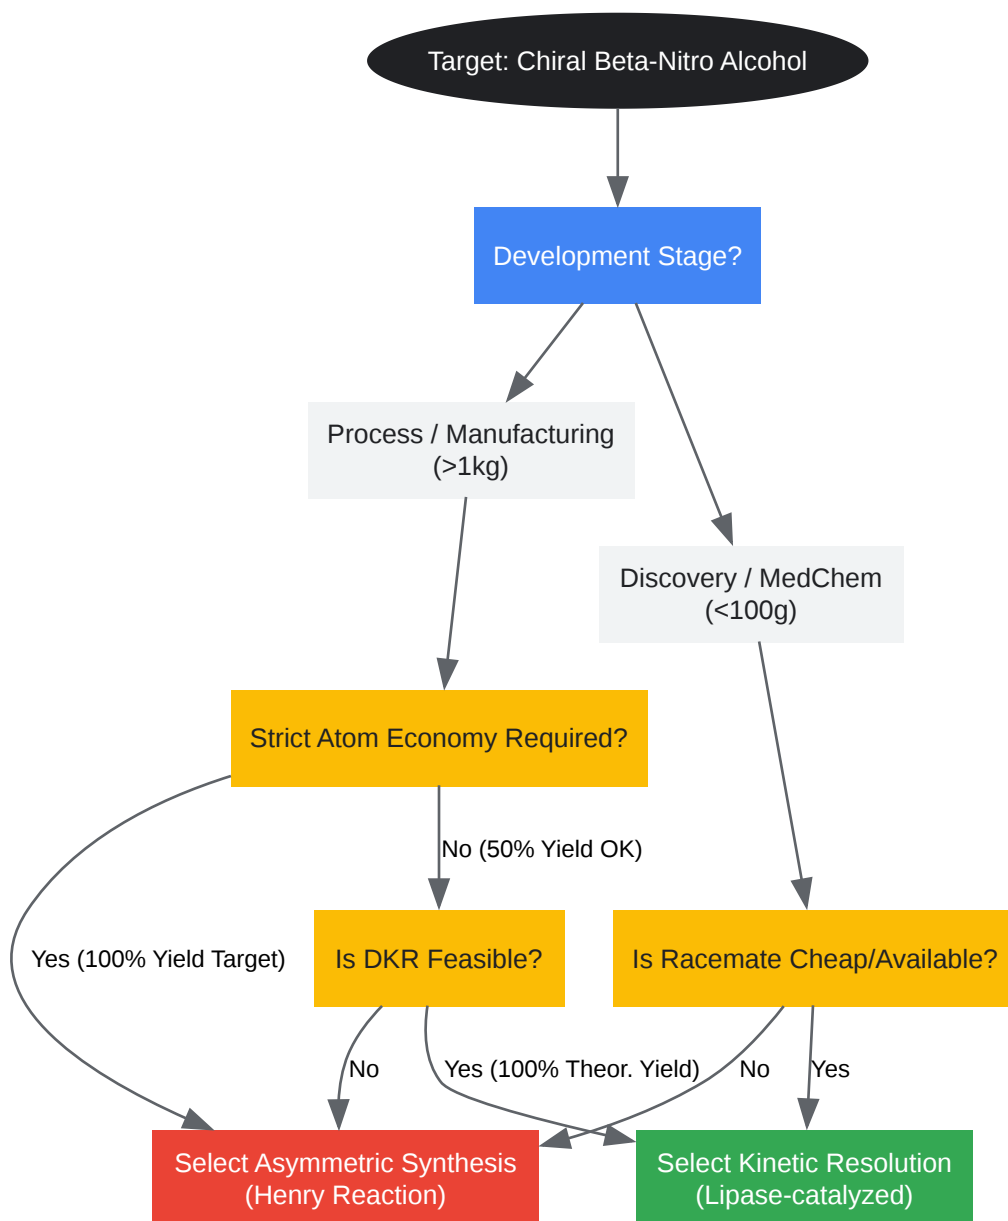 Target: Chiral Beta-Nitro Alcohol
Development Stage?
Process / Manufacturing
(>1kg)
Discovery / MedChem
(<100g)
Strict Atom Economy Required?
No (50% Yield OK)
Yes (100% Yield Target)
Is DKR Feasible?
Is Racemate Cheap/Available?
No
Yes (100% Theor. Yield)
No
Yes
Select Asymmetric Synthesis
(Henry Reaction)
Select Kinetic Resolution
(Lipase-catalyzed)